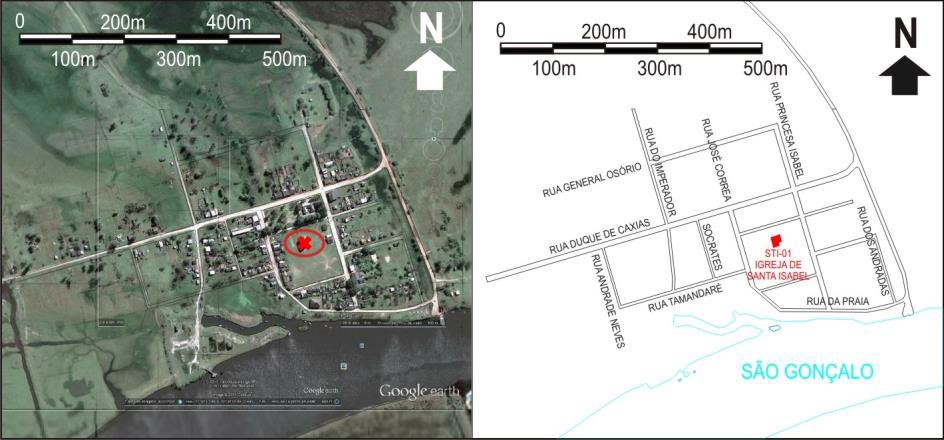 0
200m
400m
100m
300m
500m
N
Google earth
Google earth
0
200m
400m
100m
300m
500m
N
RUA PRINCESA ISABEL
RUA JOSÉ CORREA
RUA DO IMPERADOR
RUA GENERAL OSÓRIO
RUA DUQUE DE CAXIAS
SOCRATES
RUA DOS ANDRADAS
STI-01
IGREJA DE
SANTA ISABEL
RUA ANDRADE NEVES
RUA TAMANDARÉ
RUA DA PRAIA
SÃO GONÇALO